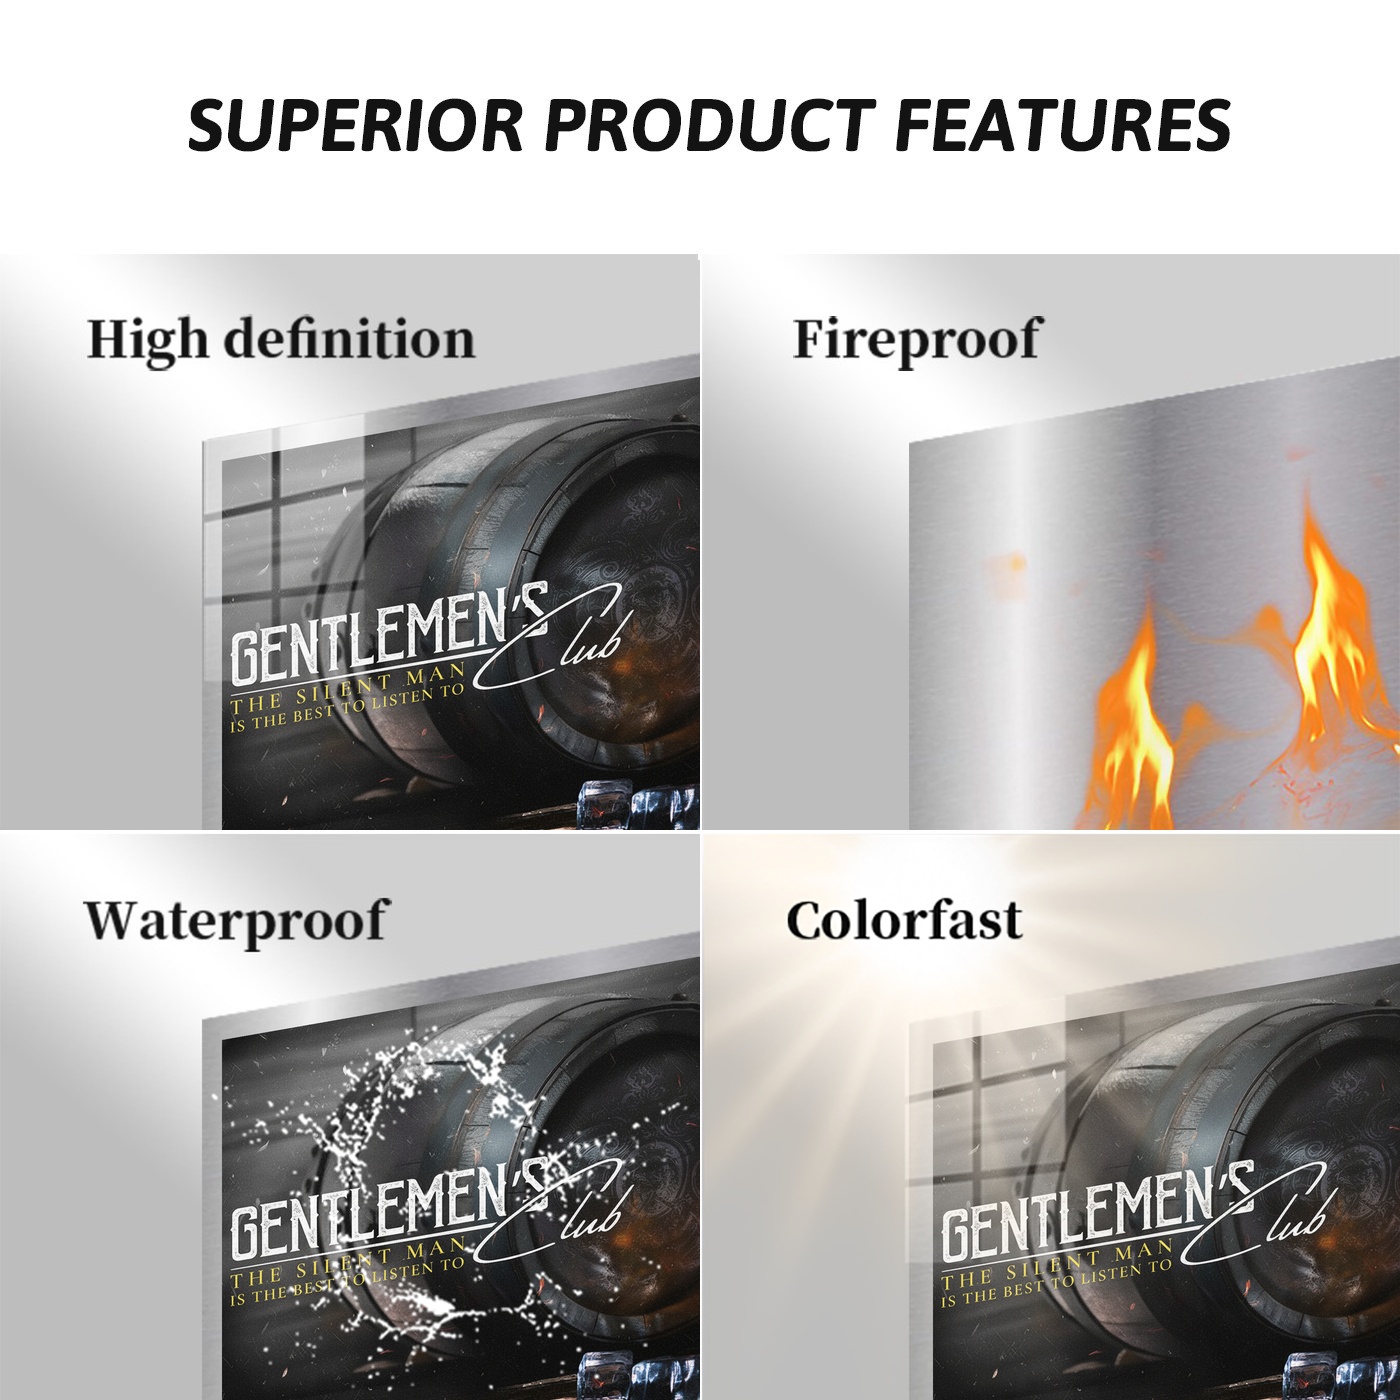 SUPERIOR PRODUCT FEATURES
High definition
GENTLEMEN'S
Club
THE SILENT MAN
IS THE BEST TO LISTEN TO
Fireproof
Waterproof
GENTLEMEN'S
Club
THE SILENT MAN
IS THE BEST TO LISTEN TO
Colorfast
GENTLEMEN'S
Club
THE SILENT MAN
IS THE BEST TO LISTEN TO